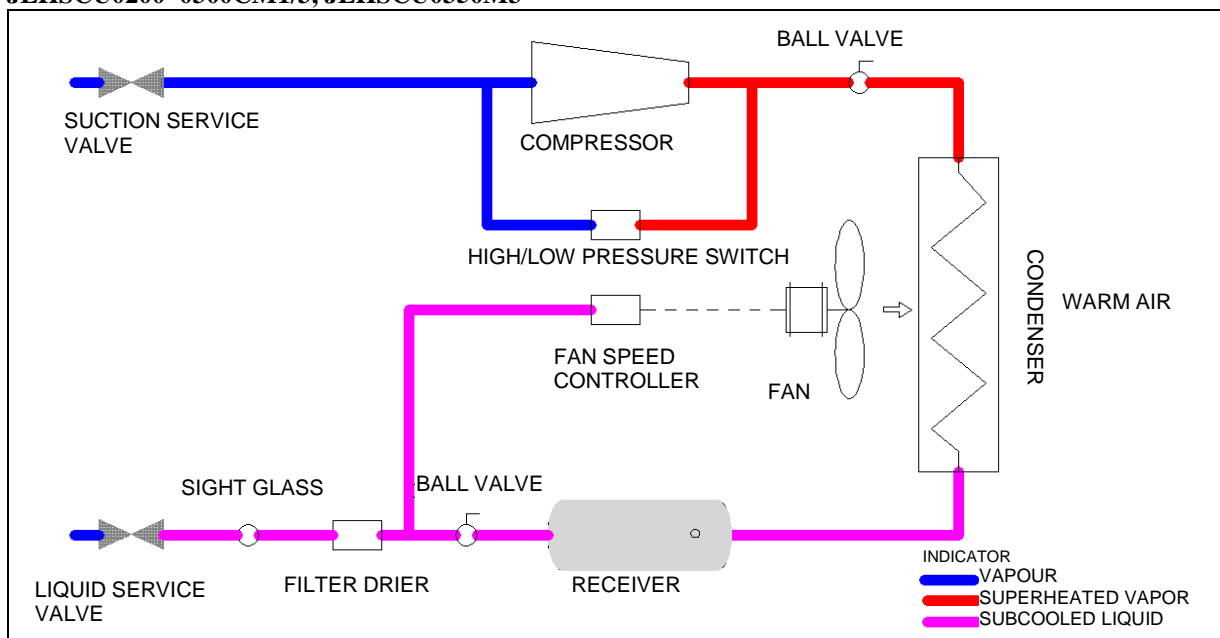 BALL VALVE
SUCTION SERVICE
VALVE
COMPRESSOR
HIGH/LOW PRESSURE SWITCH
CONDENSER
WARM AIR
FAN SPEED
CONTROLLER
FAN
SIGHT GLASS
BALL VALVE
LIQUID SERVICE
VALVE
FILTER DRIER
RECEIVER
INDICATOR
VAPOUR
SUPERHEATED VAPOR
SUBCOOLED LIQUID